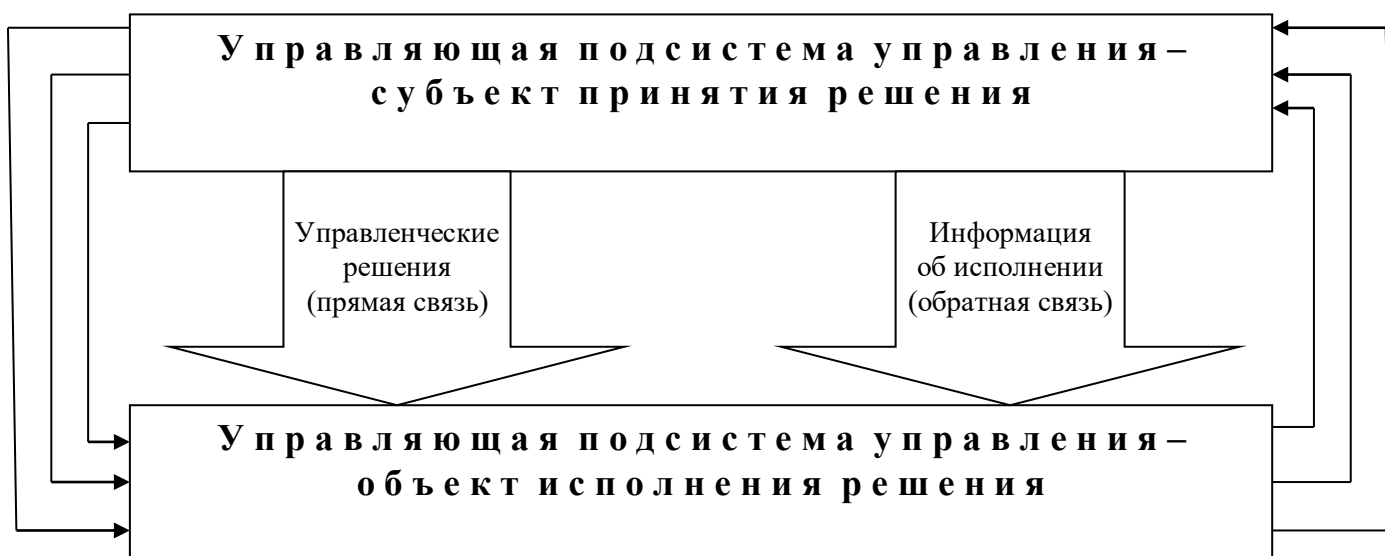 Управляющая подсистема управления–
субъект принятия решения
Управленческие
решения
(прямая связь)
Информация
об исполнении
(обратная связь)
Управляющая подсистема управления–
объект исполнения решения